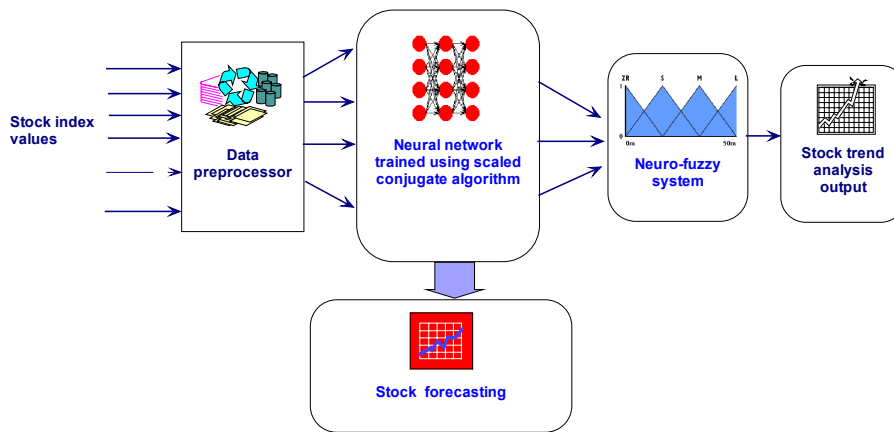 Stock index
values
Data
preprocessor
Neural network
trained using scaled
conjugate algorithm
ZR S M L
1
0
0m 50m
Neuro-fuzzy
system
Stock trend
analysis
output
Stock forecasting